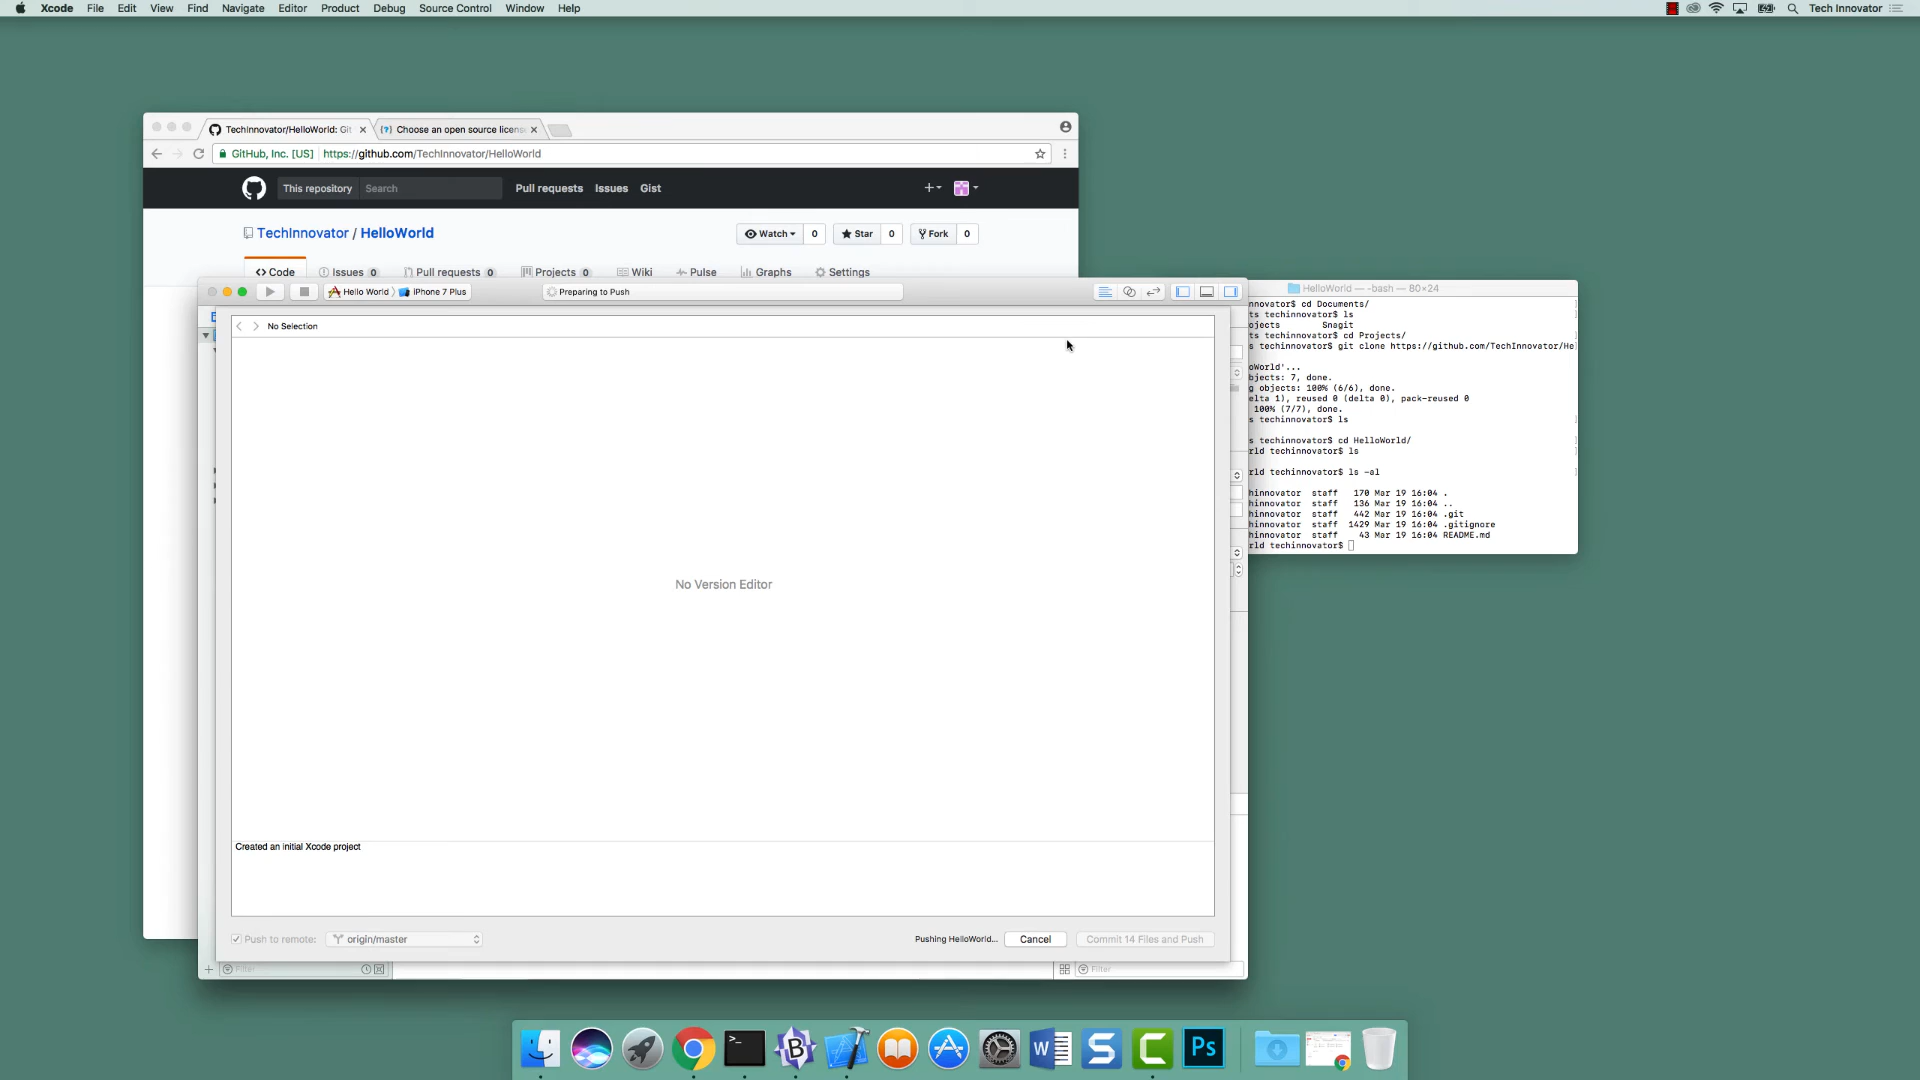 Xcode File Edit View Find Navigate Editor Product Debug Source Control Window Help
Tech Innovator
TechInnovator/HelloWorld: Git
Choose an open source licens
GitHub, Inc. [US] https://github.com/TechInnovator/HelloWorld
This repository Search Pull requests Issues Gist
TechInnovator / HelloWorld
Watch 0 Star 0 Fork 0
Code Issues 0 Pull requests 0 Projects 0 Wiki Pulse Graphs Settings
Hello World iPhone 7 Plus Preparing to Push
No Selection
No Version Editor
Created an initial Xcode project
Push to remote: origin/master
Pushing HelloWorld... Cancel Commit 14 Files and Push
Filter Filter
HelloWorld — -bash — 80×24
nnovator$ cd Documents/
ts techinnovator$ ls
ojects Snagit
ts techinnovator$ cd Projects/
s techinnovator$ git clone https://github.com/TechInnovator/He
oWorld'...
bjects: 7, done.
g objects: 100% (6/6), done.
elta 1), reused 0 (delta 0), pack-reused 0
100% (7/7), done.
s techinnovator$ ls
s techinnovator$ cd HelloWorld/
rld techinnovator$ ls
rld techinnovator$ ls -al
hinnovator staff 170 Mar 19 16:04 .
hinnovator staff 136 Mar 19 16:04 ..
hinnovator staff 442 Mar 19 16:04 .git
hinnovator staff 1429 Mar 19 16:04 .gitignore
hinnovator staff 43 Mar 19 16:04 README.md
rld techinnovator$
>_
B
W
S
C
Ps